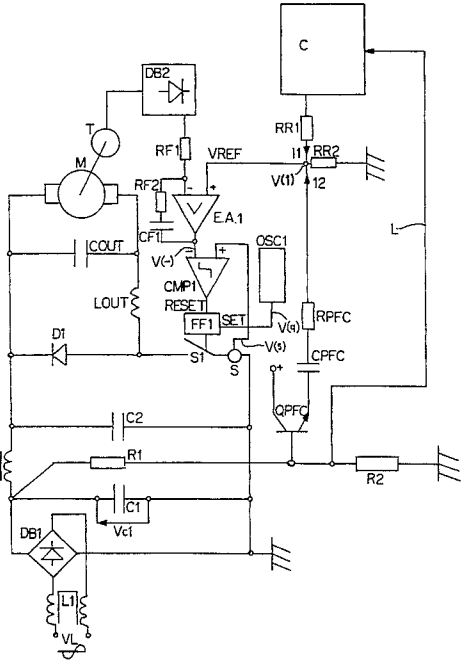 C
DB2
T
RF1
RR1
M
VREF
I1
RR2
RF2
V(1)
12
E.A.1
CF1
OSC1
L
COUT
V(-)
CMP1
RESET
RPFC
LOUT
FF1
SET
V(q)
D1
S1
V(s)
CPFC
S
+
QPFC
C2
R1
R2
C1
Vc1
DB1
L1
VL